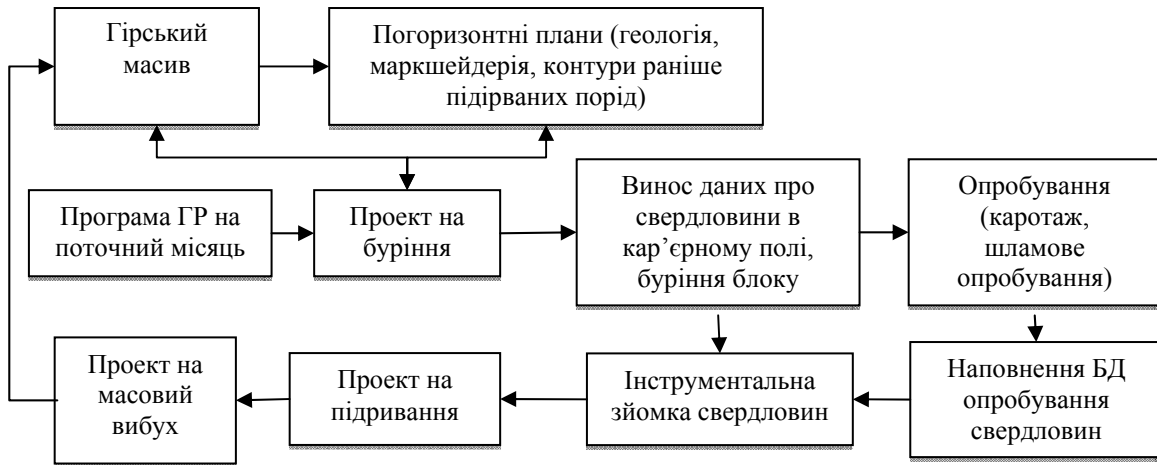 Гірський
масив
Погоризонтні плани (геологія,
маркшейдерія, контури раніше
підірваних порід)
Програма ГР на
поточний місяць
Проект на
буріння
Винос даних про
свердловини в
кар’єрному полі,
буріння блоку
Опробування
(каротаж,
шламове
опробування)
Проект на
масовий
вибух
Проект на
підривання
Інструментальна
зйомка свердловин
Наповнення БД
опробування
свердловин